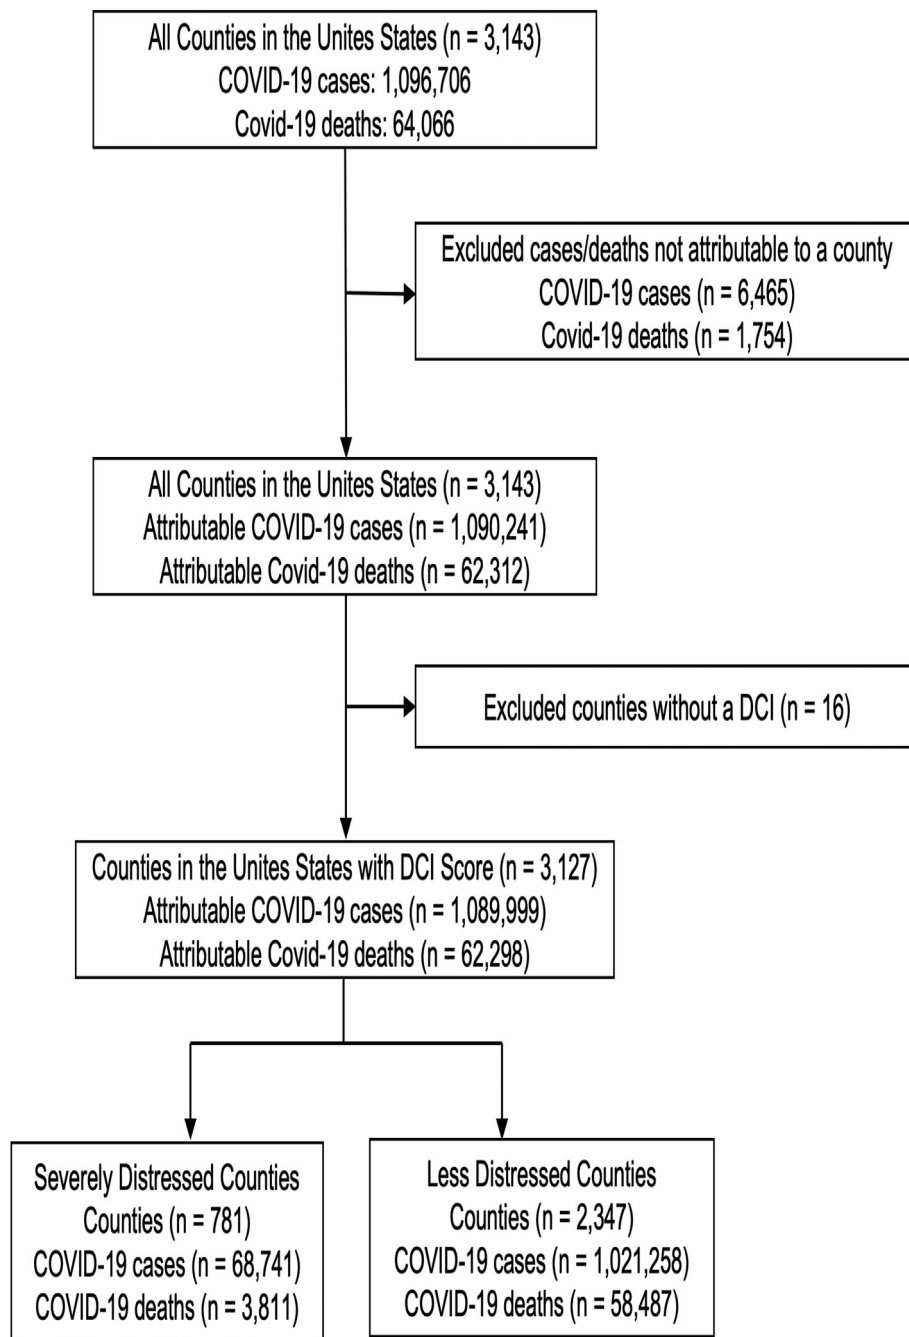 All Counties in the Unites States (n = 3,143)
COVID-19 cases: 1,096,706
Covid-19 deaths: 64,066
Excluded cases/deaths not attributable to a county
COVID-19 cases (n = 6,465)
Covid-19 deaths (n = 1,754)
All Counties in the Unites States (n = 3,143)
Attributable COVID-19 cases (n = 1,090,241)
Attributable Covid-19 deaths (n = 62,312)
Excluded counties without a DCI (n = 16)
Counties in the Unites States with DCI Score (n = 3,127)
Attributable COVID-19 cases (n = 1,089,999)
Attributable Covid-19 deaths (n = 62,298)
Severely Distressed Counties
Counties (n = 781)
COVID-19 cases (n = 68,741)
COVID-19 deaths (n = 3,811)
Less Distressed Counties
Counties (n = 2,347)
COVID-19 cases (n = 1,021,258)
COVID-19 deaths (n = 58,487)